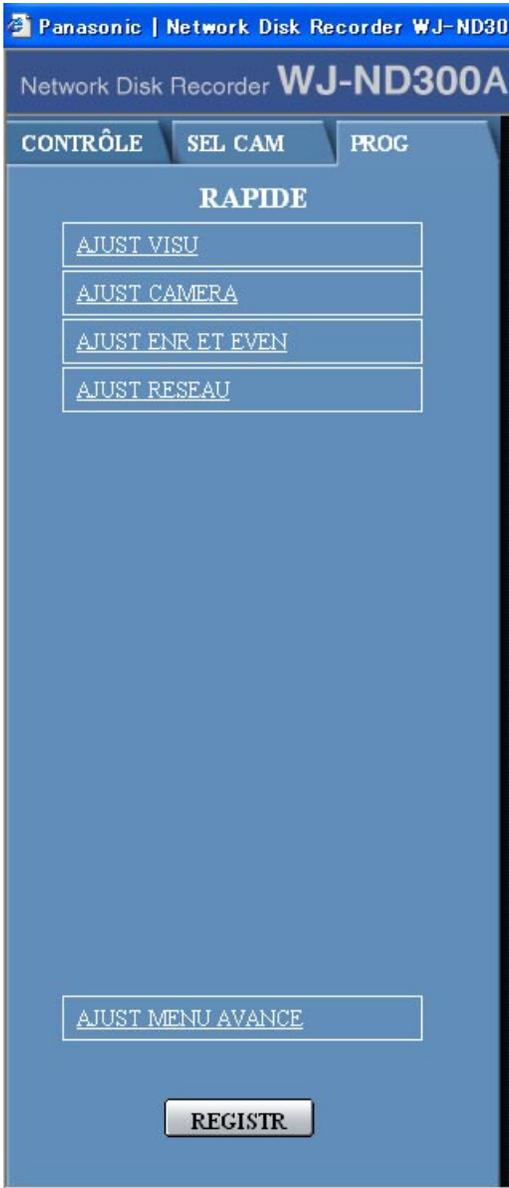 Panasonic | Network Disk Recorder WJ-ND30
Network Disk Recorder WJ-ND300A
CONTRÔLE SEL CAM PROG
RAPIDE
AJUST VISU
AJUST CAMERA
AJUST ENR ET EVEN
AJUST RESEAU
AJUST MENU AVANCE
REGISTR